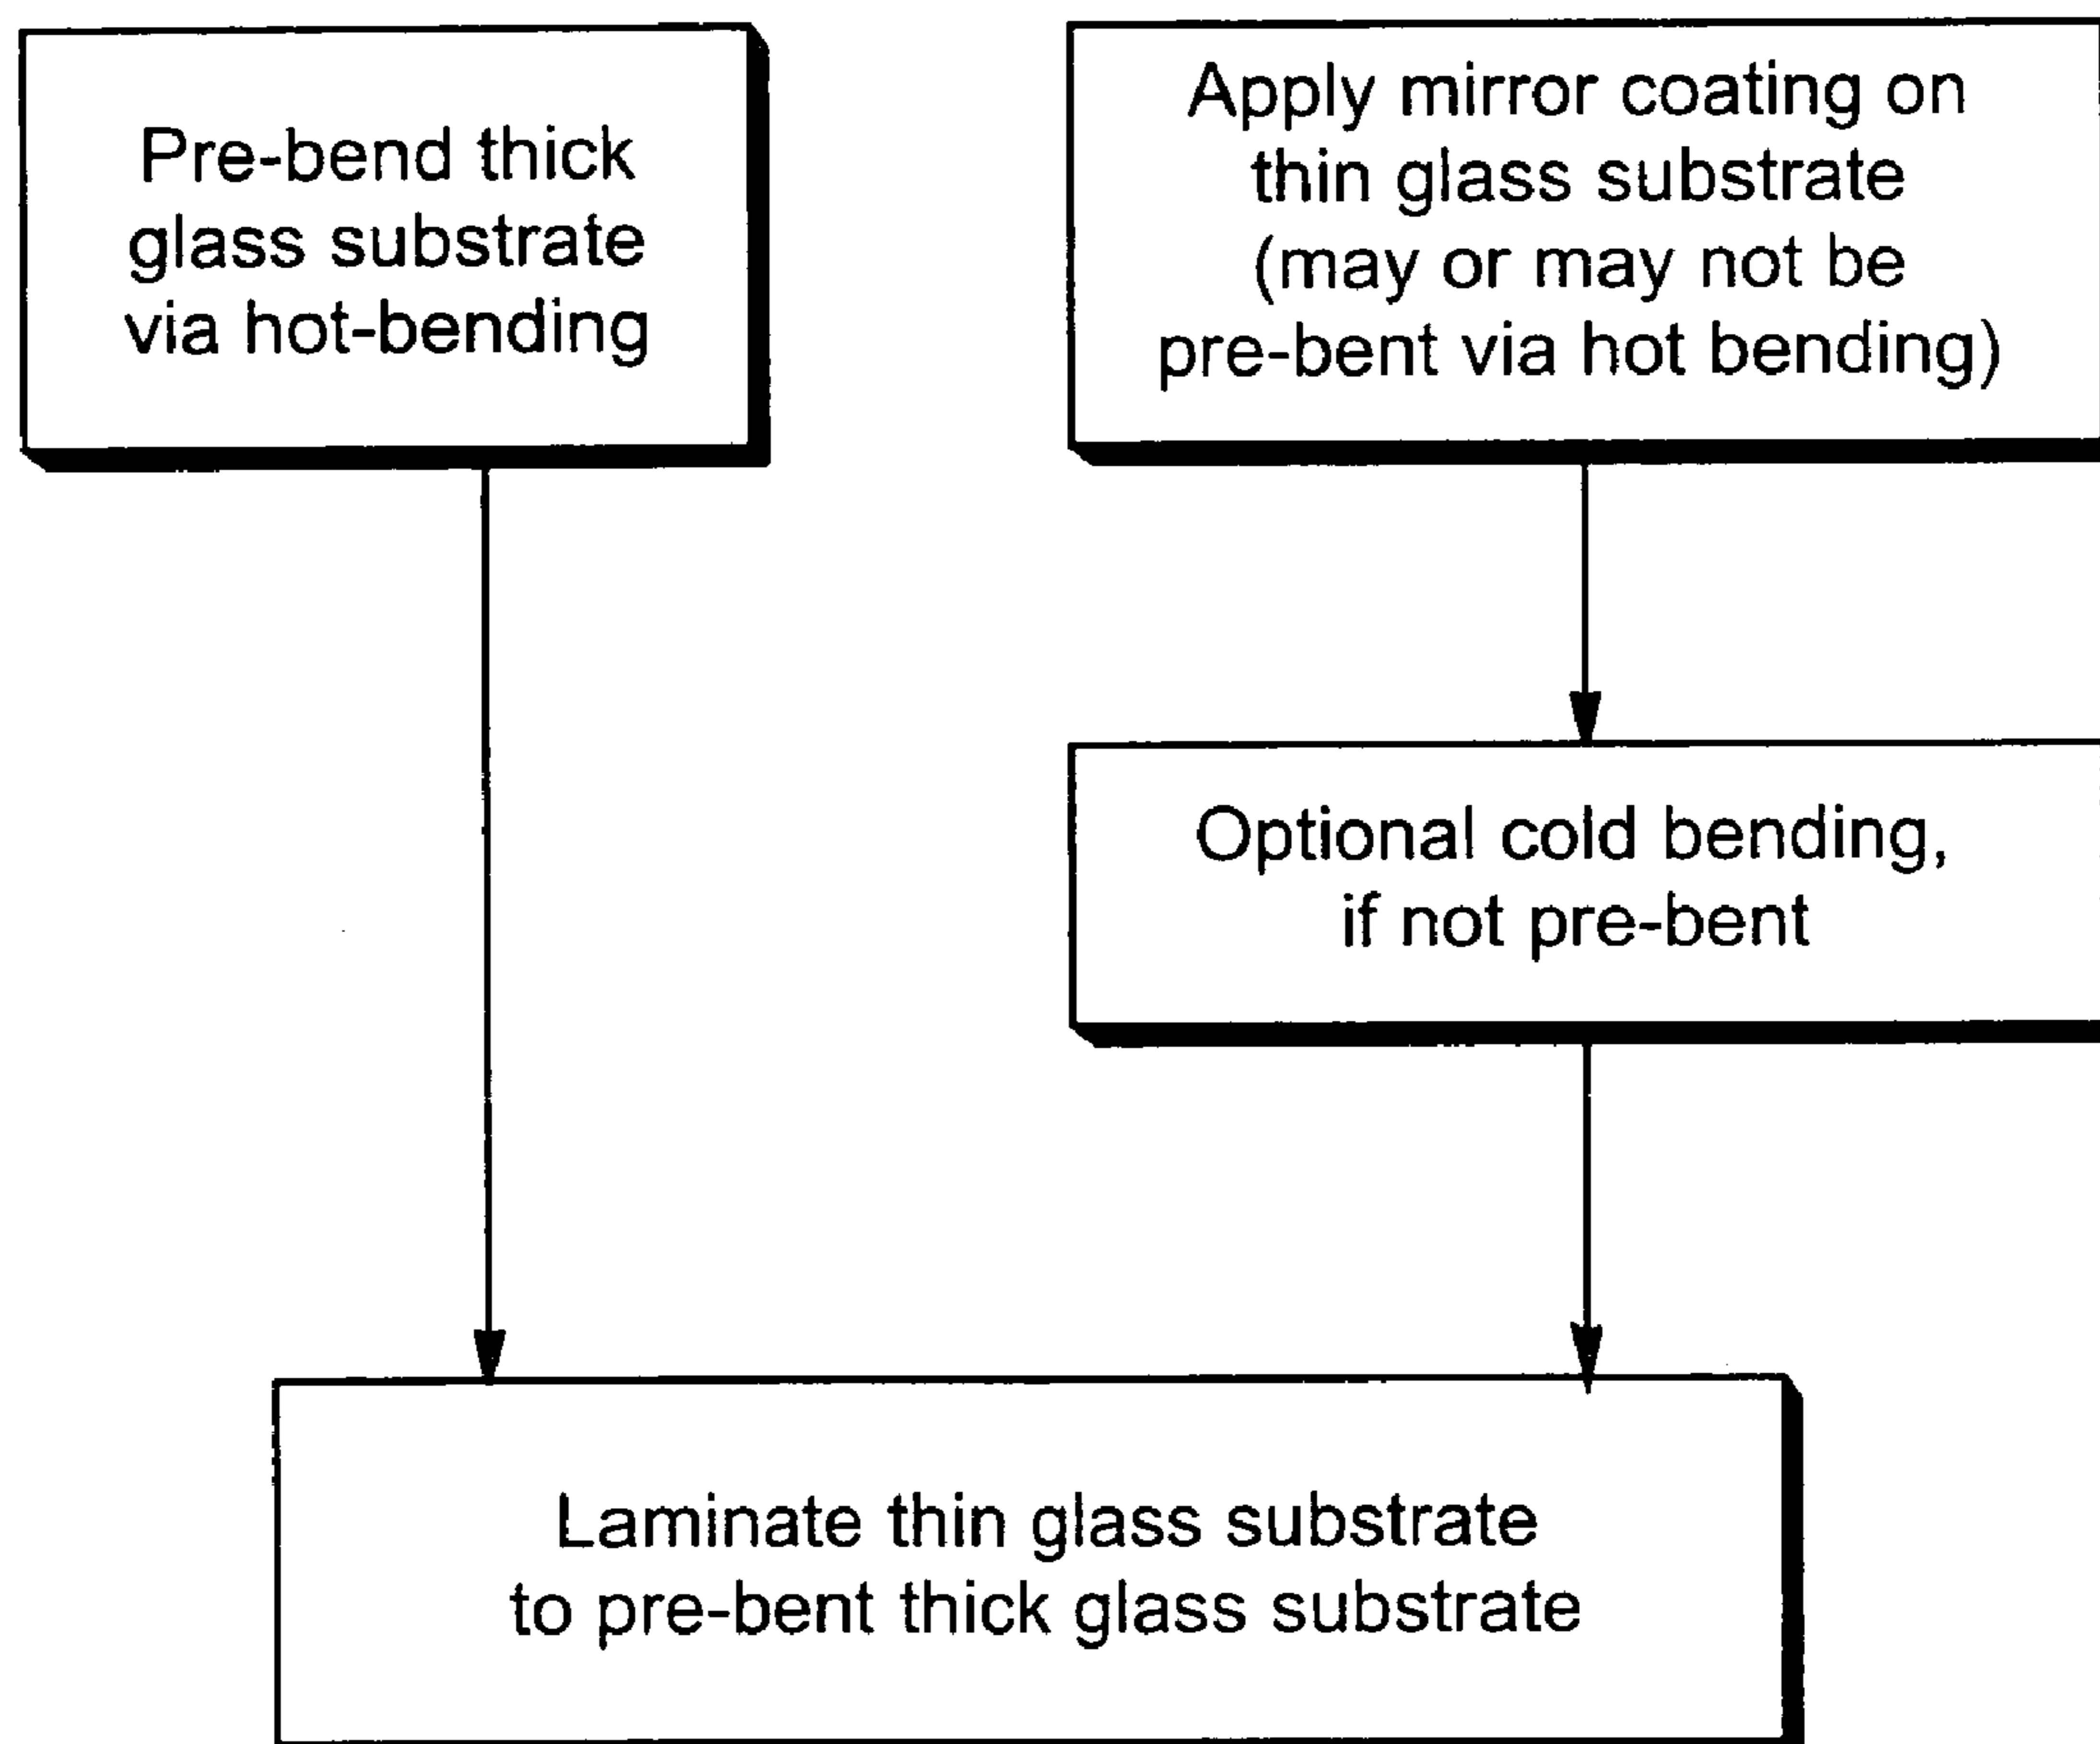 Pre-bend thick
glass substrate
via hot-bending
Apply mirror coating on
thin glass substrate
(may or may not be
pre-bent via hot bending)
Optional cold bending,
if not pre-bent
Laminate thin glass substrate
to pre-bent thick glass substrate